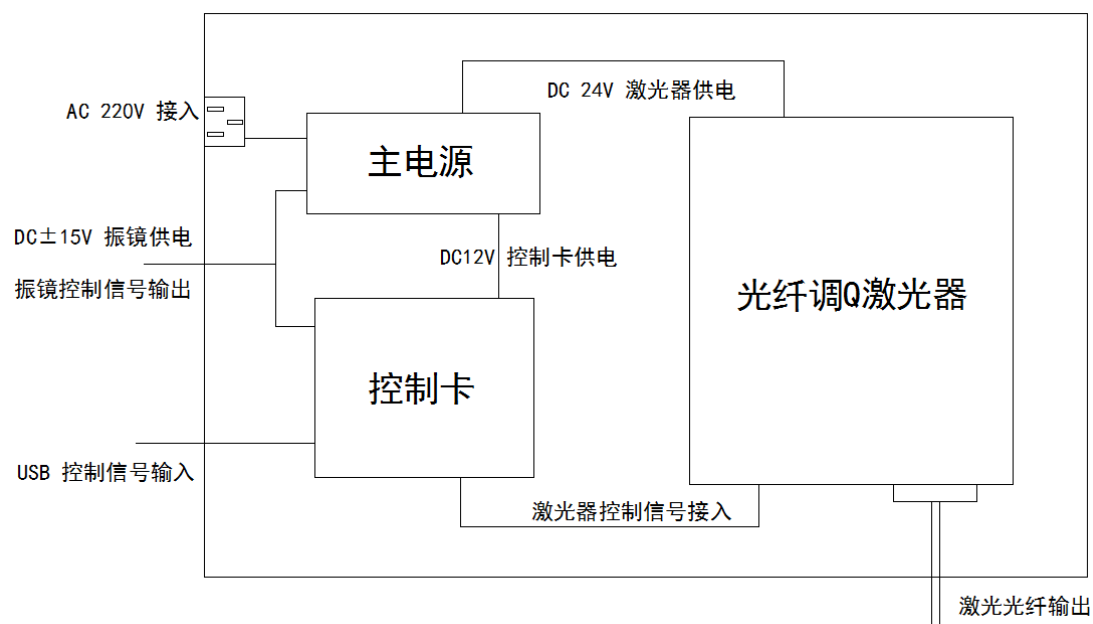 DC 24V 激光器供电
AC 220V 接入
主电源
DC±15V 振镜供电
DC12V 控制卡供电
振镜控制信号输出
光纤调Q激光器
控制卡
USB 控制信号输入
激光器控制信号接入
激光光纤输出